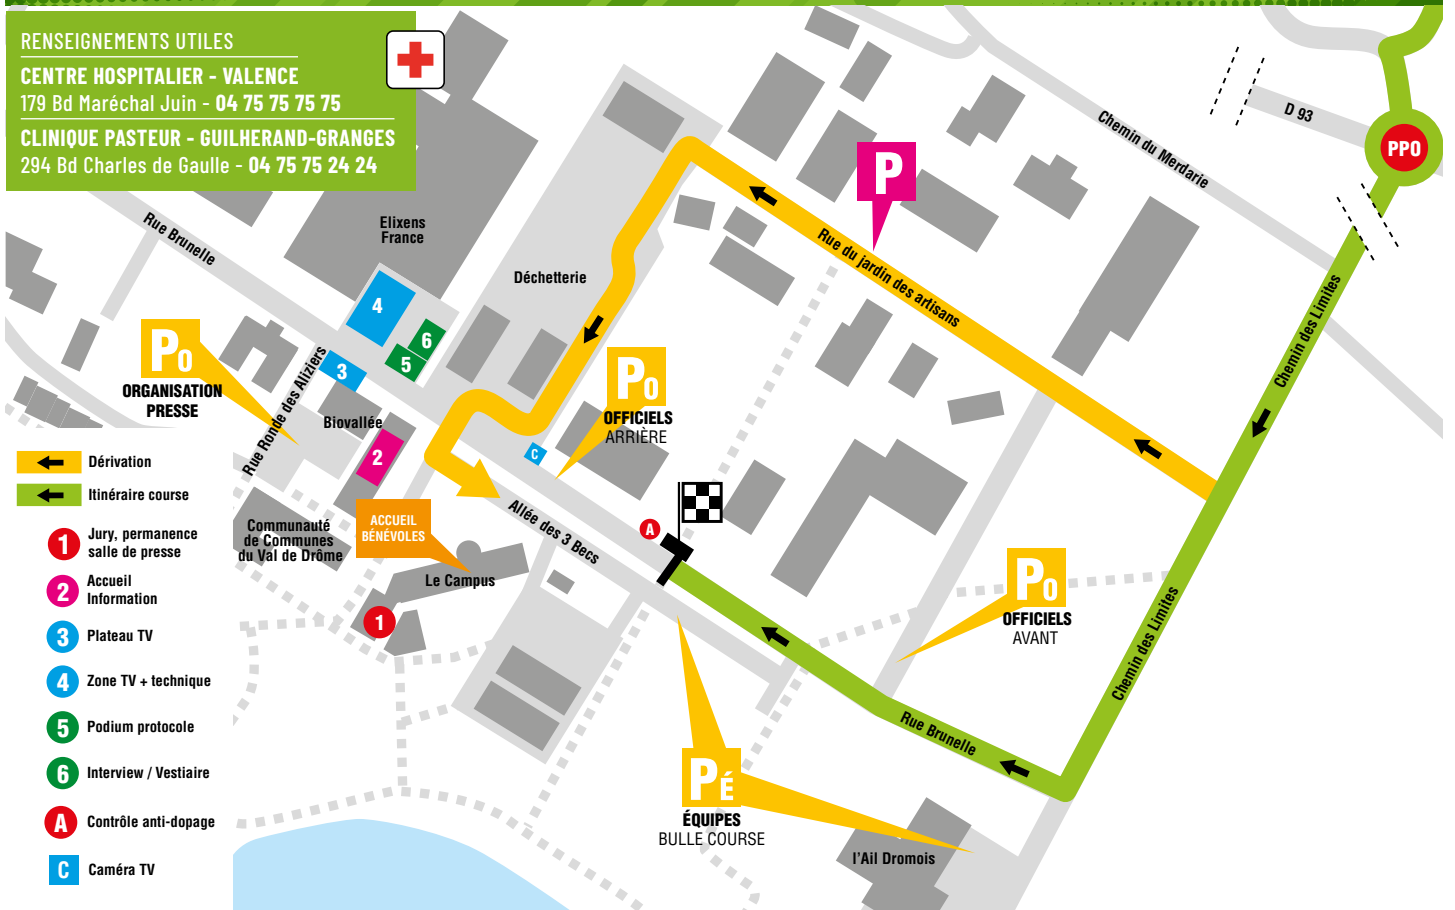 RENSEIGNEMENTS UTILES
CENTRE HOSPITALIER - VALENCE
179 Bd Maréchal Juin - 04 75 75 75 75
CLINIQUE PASTEUR - GUILHERAND-GRANGES
294 Bd Charles de Gaulle - 04 75 75 24 24
D 93
PPO
Chemin du Merdarie
P
Rue Brunelle
Elixens
France
Déchetterie
Rue du jardin des artisans
Chemin des Limites
4
6
5
3
PO
ORGANISATION
PRESSE
Rue Ronde des Aliziers
Biovallée
2
PO
OFFICIELS
ARRIÈRE
C
Dérivation
Itinéraire course
1
Jury, permanence
salle de presse
2
Accueil
Information
3
Plateau TV
4
Zone TV + technique
5
Podium protocole
6
Interview / Vestiaire
A
Contrôle anti-dopage
C
Caméra TV
Communauté
de Communes
du Val de Drôme
ACCUEIL
BÉNÉVOLES
Allée des 3 Becs
A
Le Campus
1
PO
OFFICIELS
AVANT
Chemin des Limites
Rue Brunelle
PÉ
ÉQUIPES
BULLE COURSE
l'Ail Dromois